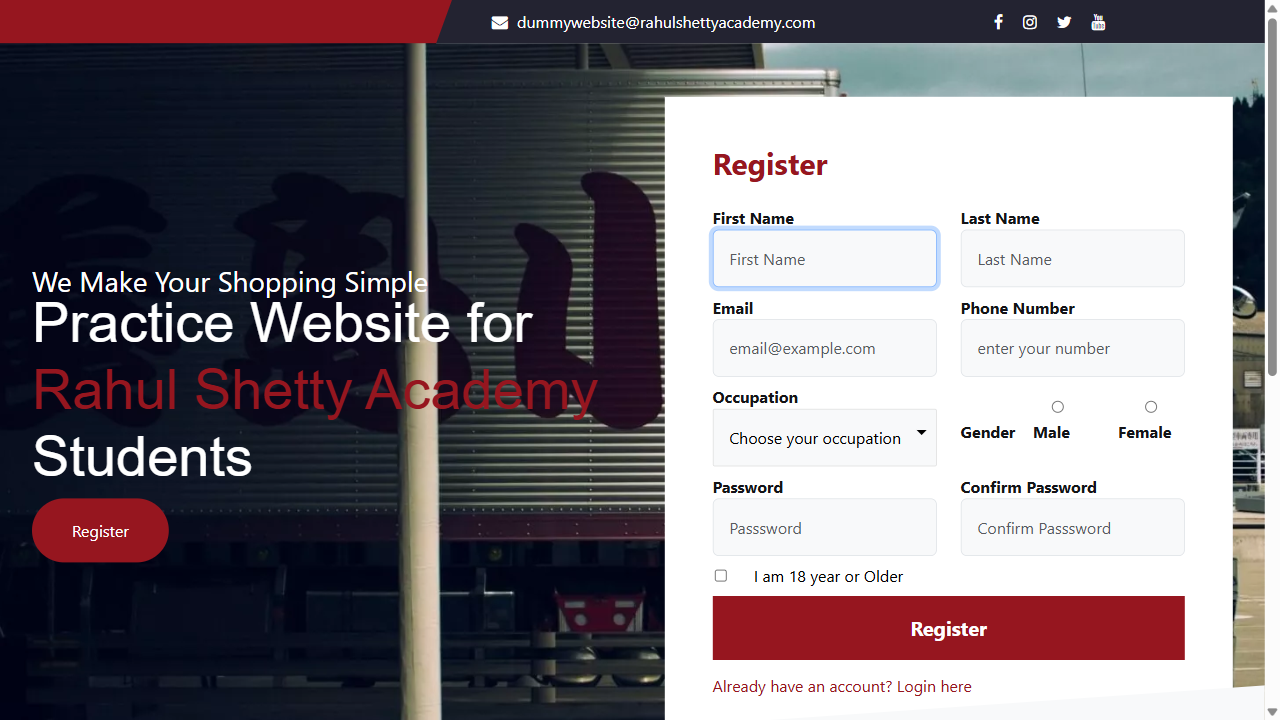 dummywebsite@rahulshettyacademy.com
We Make Your Shopping Simple
Practice Website for
Rahul Shetty Academy
Students
Register
Register
First Name
Last Name
First Name
Last Name
Email
Phone Number
email@example.com
enter your number
Occupation
Choose your occupation
Gender
Male
Female
Password
Confirm Password
Passsword
Confirm Passsword
I am 18 year or Older
Register
Already have an account? Login here